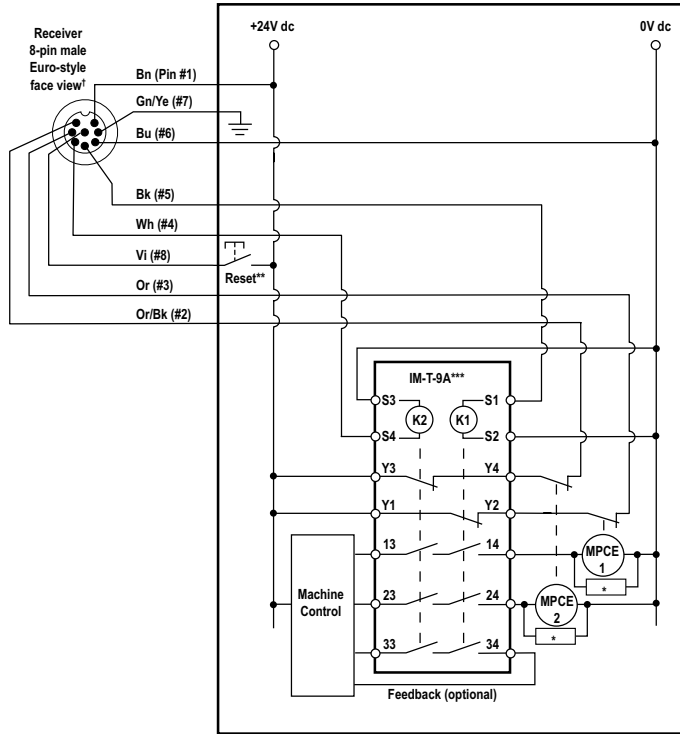 +24V dc
0V dc
Receiver
8-pin male
Euro-style
face view†
Bn (Pin #1)
Gn/Ye (#7)
Bu (#6)
Bk (#5)
Wh (#4)
Vi (#8)
Reset**
Or (#3)
Or/Bk (#2)
IM-T-9A***
S3
K2
K1
S1
S4
S2
Y3
Y4
Y1
Y2
13
14
MPCE
1
*
Machine
Control
23
24
MPCE
2
*
33
34
Feedback (optional)